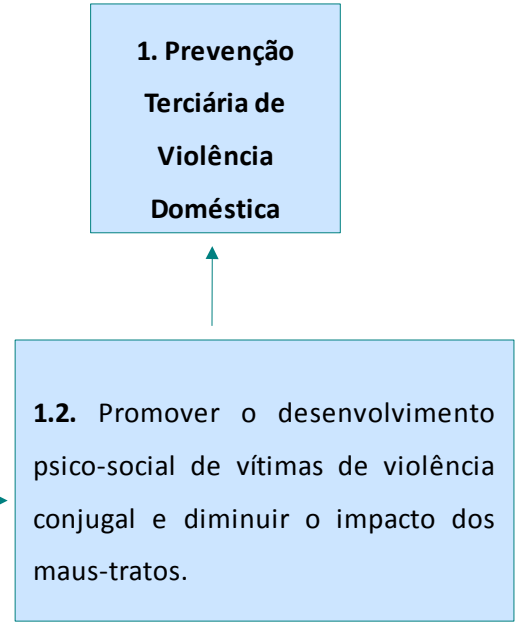 1. Prevenção
Terciária de
Violência
Doméstica
1.2. Promover o desenvolvimento
psico-social de vítimas de violência
conjugal e diminuir o impacto dos
maus-tratos.